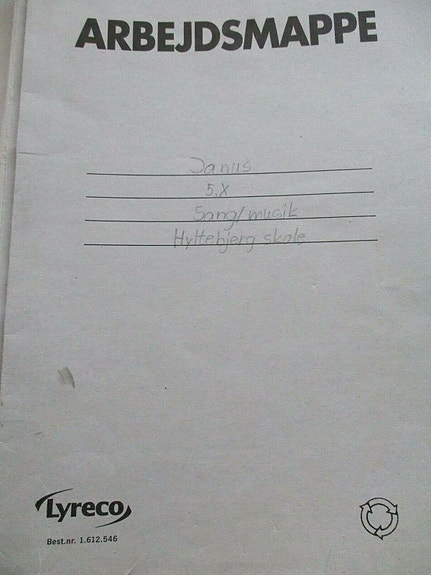 ARBEJDSMAPPE
Janus
5.X
Sang/musik
Hyltebjerg skole
Lyreco
Best.nr. 1.612.546